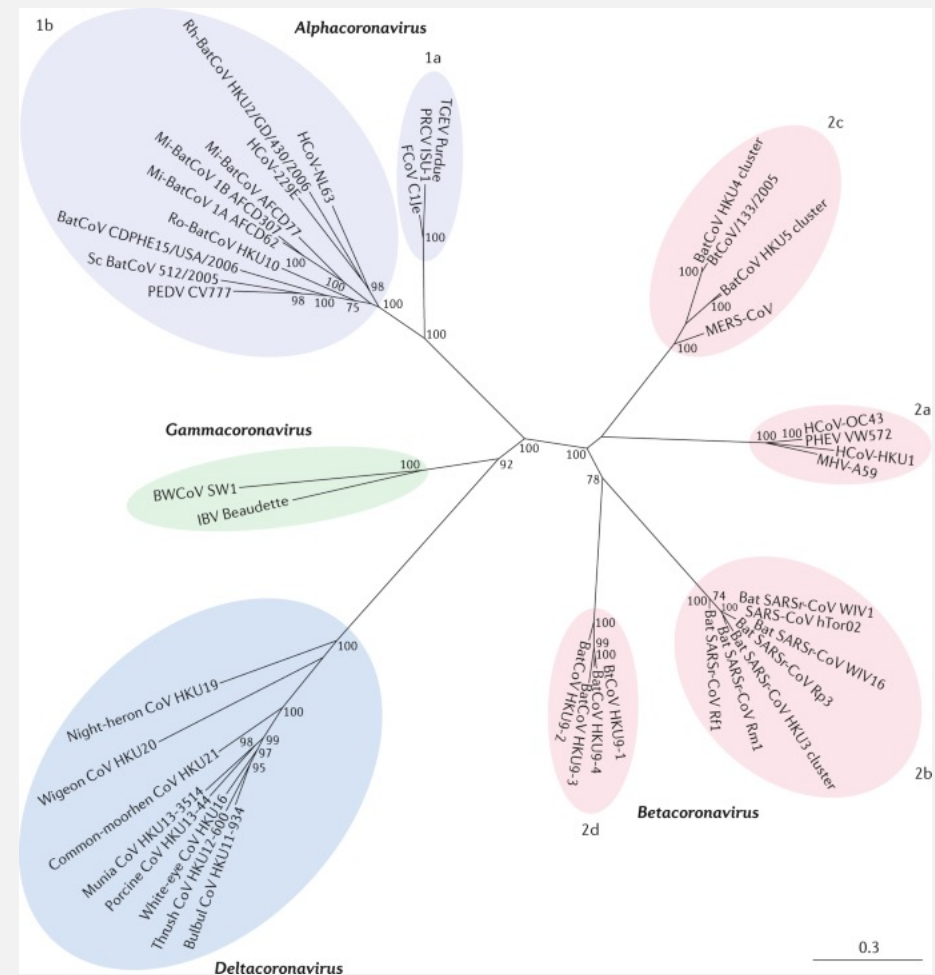 1b
Alphacoronavirus
1a
Rh-BatCoV HKU2/GD/430/2006
HCoV-NL63
HCoV-229E
Mi-BatCoV AFCD77
Mi-BatCoV 1B AFCD307
Mi-BatCoV 1A AFCD62
Ro-BatCoV HKU10
BatCoV CDPHE15/USA/2006
Sc BatCoV 512/2005
PEDV CV777
100
100
98
98
100
75
100
TGEV Purdue
PRCV ISU-1
FCoV C1Je
100
100
2c
BatCoV HKU4 cluster
BtCoV/133/2005
BatCoV HKU5 cluster
MERS-CoV
100
100
100
2a
100 100
HCoV-OC43
PHEV VW572
HCoV-HKU1
MHV-A59
Gammacoronavirus
100
BWCoV SW1
IBV Beaudette
92
100
100
78
100
74
100
Bat SARSr-CoV WIV1
SARS-CoV hTor02
Bat SARSr-CoV WIV16
Bat SARSr-CoV Rp3
Bat SARSr-CoV HKU3 cluster
Bat SARSr-CoV Rm1
Bat SARSr-CoV Rf1
2b
100
99
100
BtCoV HKU9-1
BatCoV HKU9-4
BatCoV HKU9-3
BatCoV HKU9-2
2d
Betacoronavirus
100
Night-heron CoV HKU19
Wigeon CoV HKU20
100
Common-moorhen CoV HKU21
98
99
97
95
Munia CoV HKU13-3514
Porcine CoV HKU13-44
White-eye CoV HKU16
Thrush CoV HKU12-600
Bulbul CoV HKU11-934
Deltacoronavirus
0.3